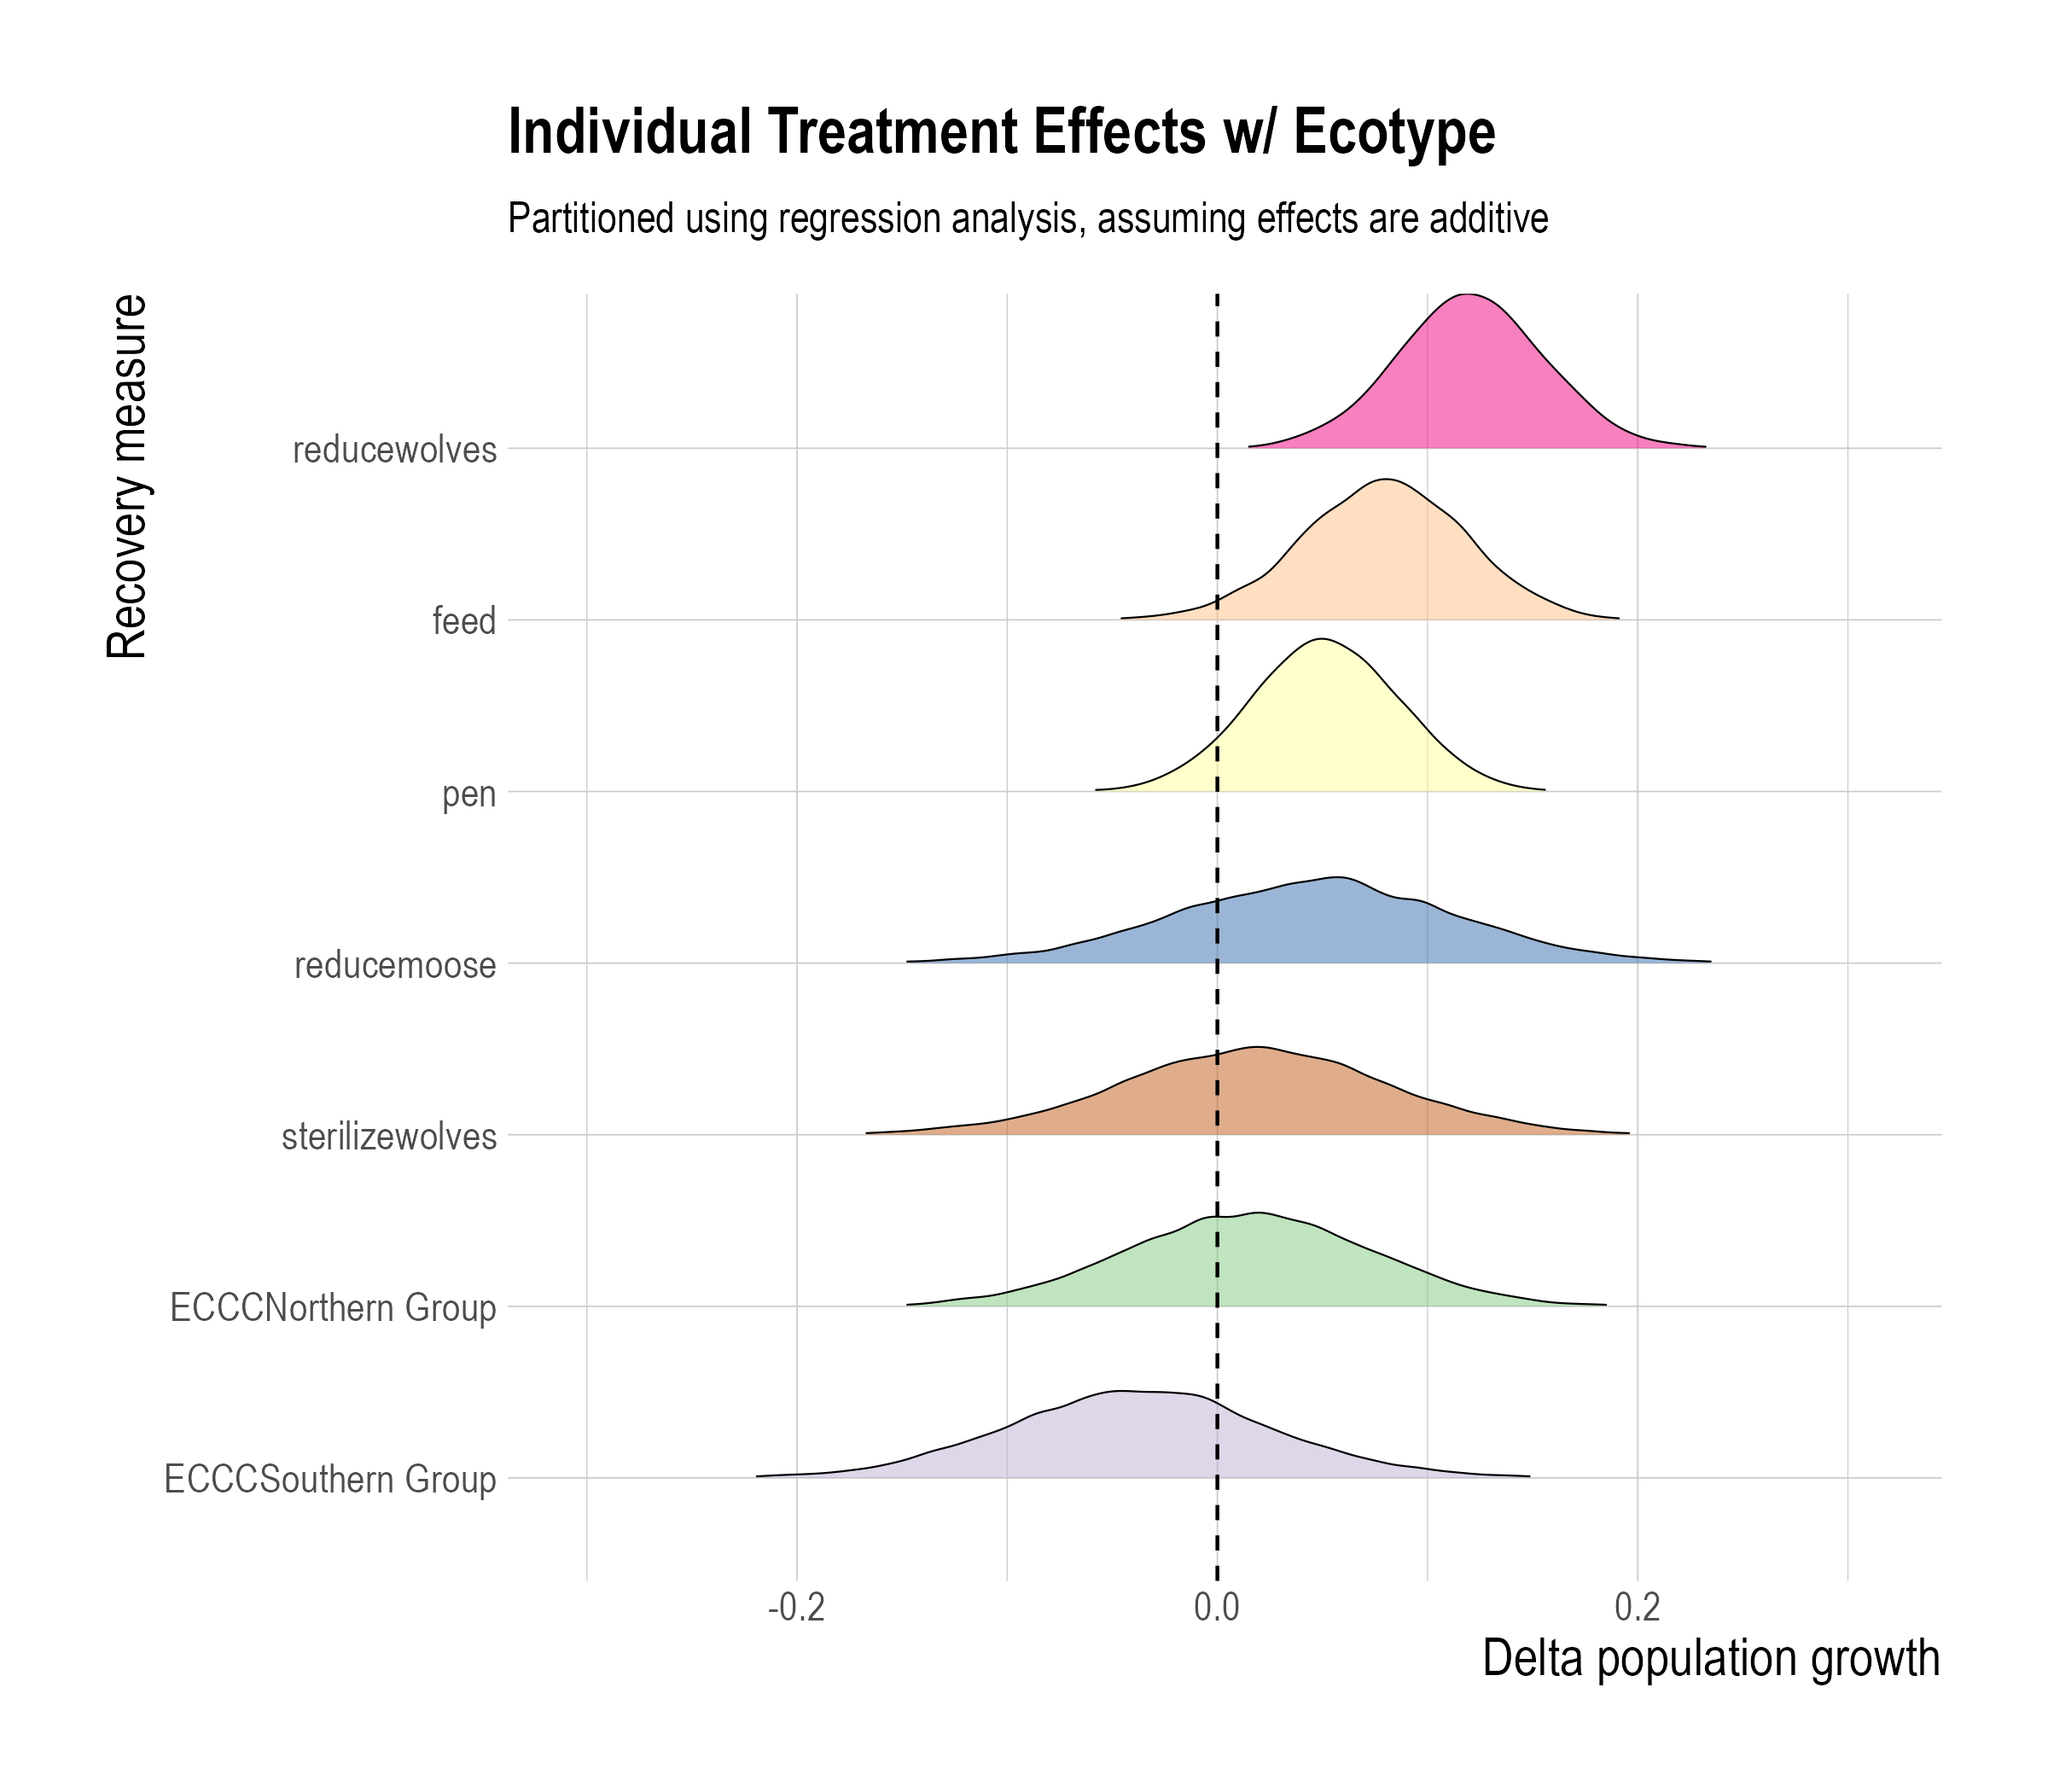 Individual Treatment Effects w/ Ecotype
Partitioned using regression analysis, assuming effects are additive
Recovery measure
reducewolves
feed
pen
reducemoose
sterilizewolves
ECCCNorthern Group
ECCCSouthern Group
-0.2
0.0
0.2
Delta population growth